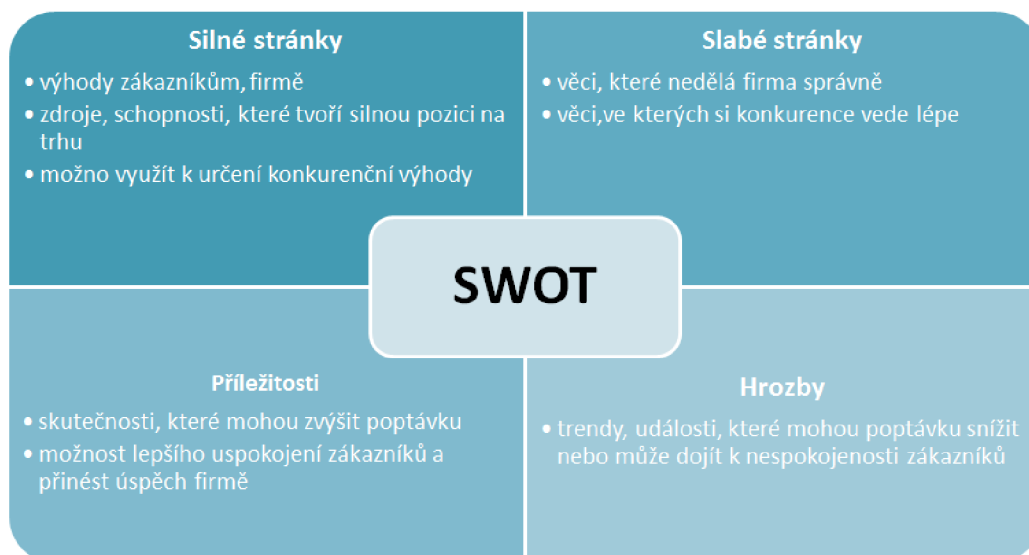 Silné stránky
• výhody zákazníkům, firmě
• zdroje, schopnosti, které tvoří silnou pozici na
trhu
• možno využít k určení konkurenční výhody
Slabé stránky
• věci, které nedělá firma správně
• věci,ve kterých si konkurence vede lépe
SWOT
Příležitosti
• skutečnosti, které mohou zvýšit poptávku
• možnost lepšího uspokojení zákazníků a
přinést úspěch firmě
Hrozby
• trendy, události, které mohou poptávku snížit
nebo může dojít k nespokojenosti zákazníků